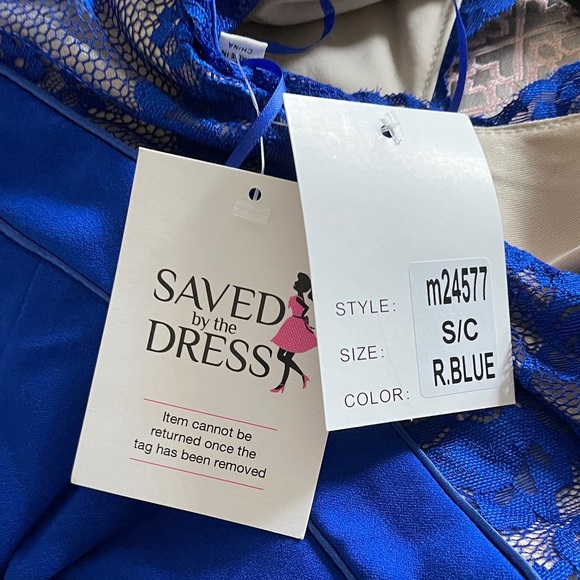 CHINA
SAVED
by the
DRESS
Item cannot be
returned once the
tag has been removed
STYLE: m24577
SIZE: S/C
COLOR: R.BLUE